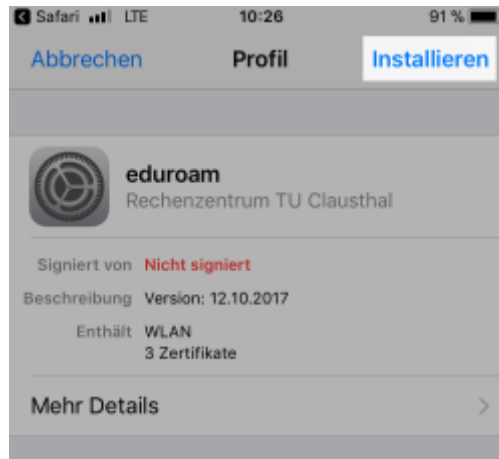 Safari LTE 10:26 91 %
Abbrechen Profil Installieren
eduroam
Rechenzentrum TU Clausthal
Signiert von Nicht signiert
Beschreibung Version: 12.10.2017
Enthält WLAN
3 Zertifikate
Mehr Details